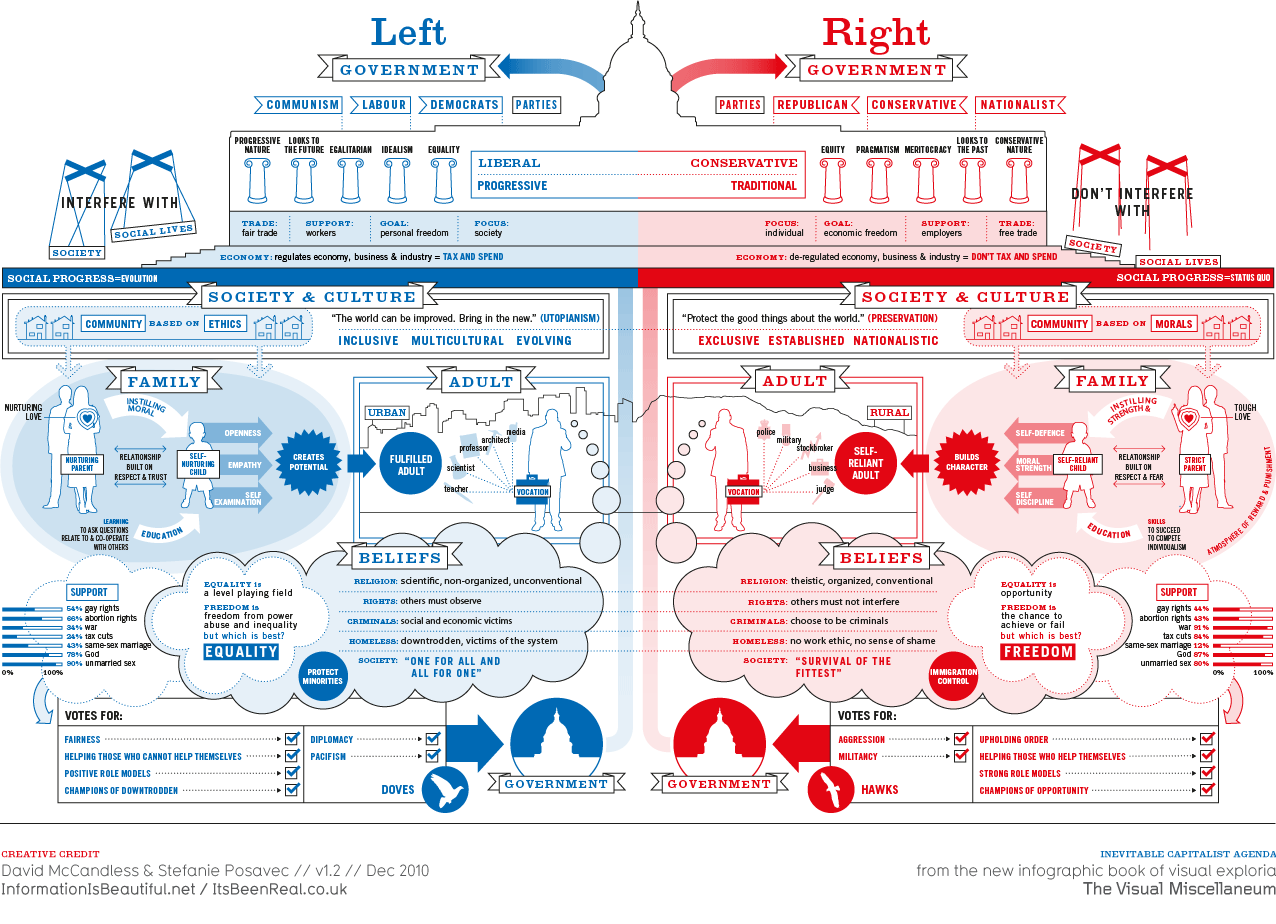 Left
Right
GOVERNMENT
GOVERNMENT
COMMUNISM
LABOUR
DEMOCRATS
PARTIES
PARTIES
REPUBLICAN
CONSERVATIVE
NATIONALIST
PROGRESSIVE NATURE
LOOKS TO THE FUTURE
EGALITARIAN
IDEALISM
EQUALITY
LIBERAL
CONSERVATIVE
PROGRESSIVE
TRADITIONAL
EQUITY
PRAGMATISM
MERITOCRACY
LOOKS TO THE PAST
CONSERVATIVE NATURE
INTERFERE WITH
SOCIETY
SOCIAL LIVES
DON'T INTERFERE
WITH
SOCIETY
SOCIAL LIVES
TRADE:
fair trade
SUPPORT:
workers
GOAL:
personal freedom
FOCUS:
society
FOCUS:
individual
GOAL:
economic freedom
SUPPORT:
employers
TRADE:
free trade
ECONOMY: regulates economy, business & industry = TAX AND SPEND
ECONOMY: de-regulated economy, business & industry = DON'T TAX AND SPEND
SOCIAL PROGRESS=EVOLUTION
SOCIAL PROGRESS=STATUS QUO
SOCIETY & CULTURE
SOCIETY & CULTURE
COMMUNITY BASED ON ETHICS
"The world can be improved. Bring in the new." (UTOPIANISM)
INCLUSIVE MULTICULTURAL EVOLVING
"Protect the good things about the world." (PRESERVATION)
EXCLUSIVE ESTABLISHED NATIONALISTIC
COMMUNITY BASED ON MORALS
FAMILY
NURTURING
LOVE
INSTILLING
MORAL
NURTURING
PARENT
RELATIONSHIP
BUILT ON
RESPECT & TRUST
SELF-
NURTURING
CHILD
OPENNESS
EMPATHY
SELF
EXAMINATION
CREATES
POTENTIAL
LEARNING
TO ASK QUESTIONS
RELATE TO & CO-OPERATE
WITH OTHERS
EDUCATION
ADULT
URBAN
FULFILLED
ADULT
media
architect
professor
scientist
teacher
VOCATION
ADULT
RURAL
police
military
stockbroker
business
judge
VOCATION
SELF-
RELIANT
ADULT
FAMILY
BUILDS
CHARACTER
SELF-DEFENCE
MORAL
STRENGTH
SELF
DISCIPLINE
SELF-RELIANT
CHILD
INSTILLING
STRENGTH &
RELATIONSHIP
BUILT ON
RESPECT & FEAR
STRICT
PARENT
TOUGH
LOVE
EDUCATION
SKILLS
TO SUCCEED
TO COMPETE
INDIVIDUALISM
ATMOSPHERE OF REWARD & PUNISHMENT
BELIEFS
RELIGION: scientific, non-organized, unconventional
RIGHTS: others must observe
CRIMINALS: social and economic victims
HOMELESS: downtrodden, victims of the system
SOCIETY: "ONE FOR ALL AND
ALL FOR ONE"
EQUALITY is
a level playing field
FREEDOM is
freedom from power
abuse and inequality
but which is best?
EQUALITY
PROTECT
MINORITIES
SUPPORT
54% gay rights
66% abortion rights
34% war
24% tax cuts
43% same-sex marriage
78% God
90% unmarried sex
0% 100%
BELIEFS
RELIGION: theistic, organized, conventional
RIGHTS: others must not interfere
CRIMINALS: choose to be criminals
HOMELESS: no work ethic, no sense of shame
SOCIETY: "SURVIVAL OF THE
FITTEST"
EQUALITY is
opportunity
FREEDOM is
the chance to
achieve or fail
but which is best?
FREEDOM
IMMIGRATION
CONTROL
SUPPORT
gay rights 44%
abortion rights 43%
war 91%
tax cuts 84%
same-sex marriage 12%
God 87%
unmarried sex 80%
0% 100%
VOTES FOR:
FAIRNESS
HELPING THOSE WHO CANNOT HELP THEMSELVES
POSITIVE ROLE MODELS
CHAMPIONS OF DOWNTRODDEN
DIPLOMACY
PACIFISM
DOVES
GOVERNMENT
GOVERNMENT
VOTES FOR:
AGGRESSION
MILITANCY
UPHOLDING ORDER
HELPING THOSE WHO HELP THEMSELVES
STRONG ROLE MODELS
CHAMPIONS OF OPPORTUNITY
HAWKS
CREATIVE CREDIT
David McCandless & Stefanie Posavec // v1.2 // Dec 2010
InformationIsBeautiful.net / ItsBeenReal.co.uk
INEVITABLE CAPITALIST AGENDA
from the new infographic book of visual exploria
The Visual Miscellaneum